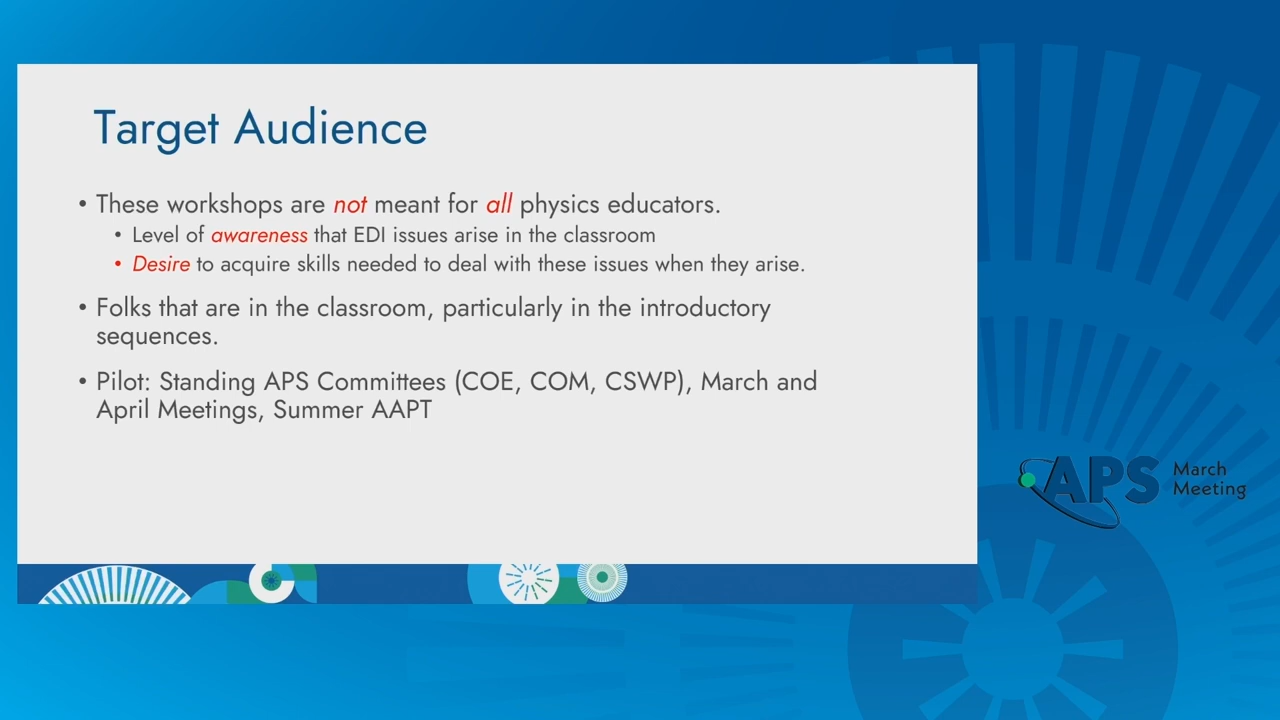 Target Audience
• These workshops are not meant for all physics educators.
• Level of awareness that EDI issues arise in the classroom
• Desire to acquire skills needed to deal with these issues when they arise.
• Folks that are in the classroom, particularly in the introductory
sequences.
• Pilot: Standing APS Committees (COE, COM, CSWP), March and
April Meetings, Summer AAPT
APS March
Meeting